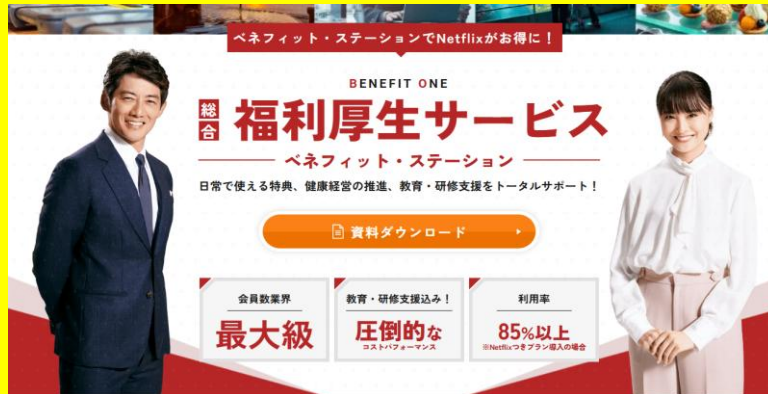 ベネフィット・ステーションでNetflixがお得に！
BENEFIT ONE
総合 福利厚生サービス
ベネフィット・ステーション
日常で使える特典、健康経営の推進、教育・研修支援をトータルサポート！
資料ダウンロード
会員数業界
最大級
教育・研修支援込み！
圧倒的な
コストパフォーマンス
利用率
85%以上
※Netflixつきプラン導入の場合